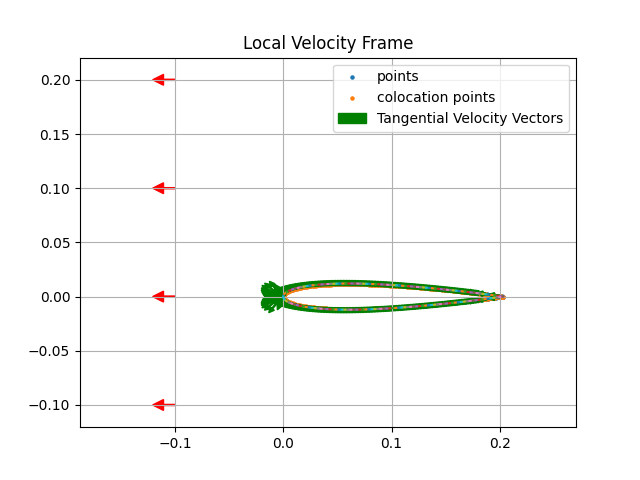 Local Velocity Frame
points
colocation points
Tangential Velocity Vectors
0.20
0.15
0.10
0.05
0.00
−0.05
−0.10
−0.1
0.0
0.1
0.2